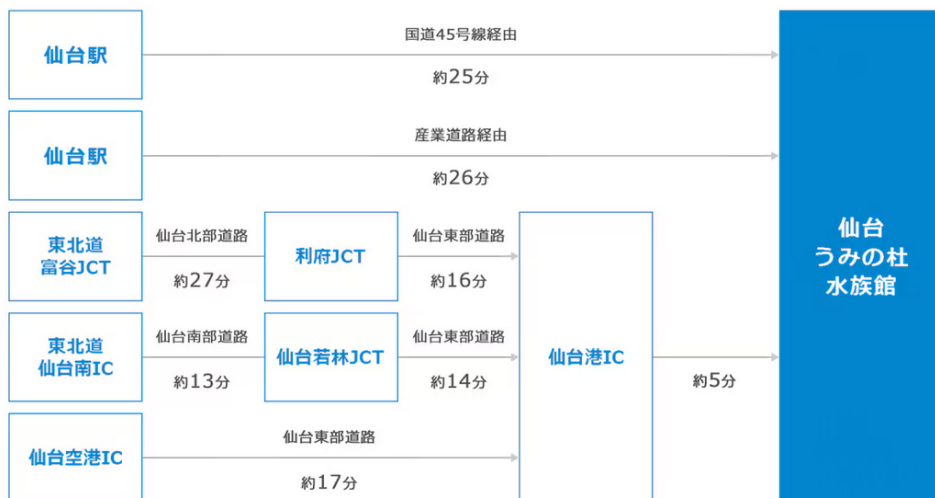 仙台駅
国道45号線経由
約25分
仙台駅
産業道路経由
約26分
東北道
富谷JCT
仙台北部道路
約27分
利府JCT
仙台東部道路
約16分
東北道
仙台南IC
仙台南部道路
約13分
仙台若林JCT
仙台東部道路
約14分
仙台空港IC
仙台東部道路
約17分
仙台港IC
約5分
仙台
うみの杜
水族館